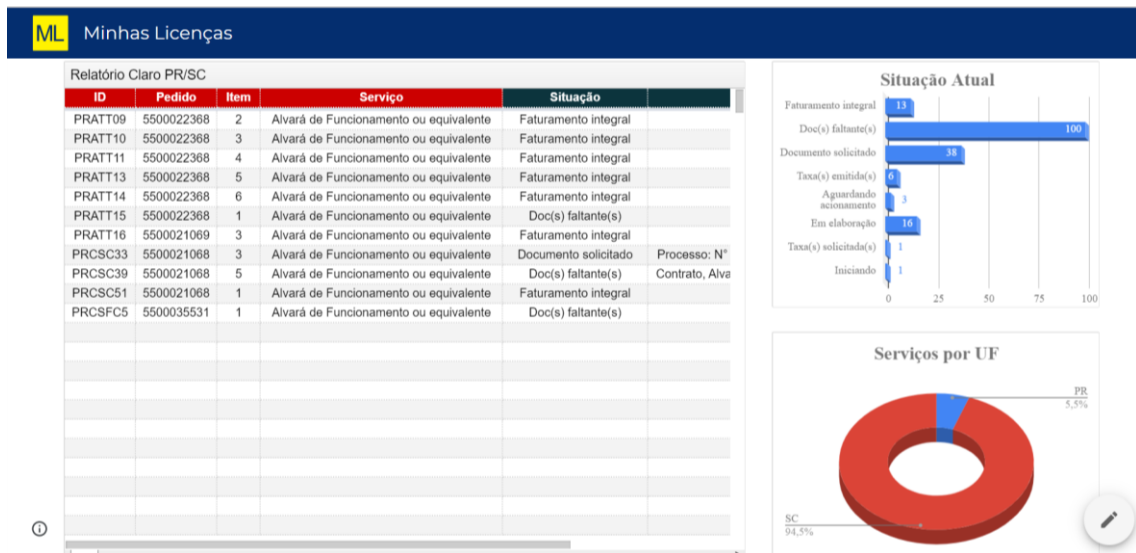 ML Minhas Licenças
Relatório Claro PR/SC
ID Pedido Item Serviço Situação
PRATT09 5500022368 2 Alvará de Funcionamento ou equivalente Faturamento integral
PRATT10 5500022368 3 Alvará de Funcionamento ou equivalente Faturamento integral
PRATT11 5500022368 4 Alvará de Funcionamento ou equivalente Faturamento integral
PRATT13 5500022368 5 Alvará de Funcionamento ou equivalente Faturamento integral
PRATT14 5500022368 6 Alvará de Funcionamento ou equivalente Faturamento integral
PRATT15 5500022368 1 Alvará de Funcionamento ou equivalente Doc(s) faltante(s)
PRATT16 5500021069 3 Alvará de Funcionamento ou equivalente Faturamento integral
PRCSC33 5500021068 3 Alvará de Funcionamento ou equivalente Documento solicitado Processo: N°
PRCSC39 5500021068 5 Alvará de Funcionamento ou equivalente Doc(s) faltante(s) Contrato, Alva
PRCSC51 5500021068 1 Alvará de Funcionamento ou equivalente Faturamento integral
PRCSFC5 5500035531 1 Alvará de Funcionamento ou equivalente Doc(s) faltante(s)
Situação Atual
Faturamento integral 13
Doc(s) faltante(s) 100
Documento solicitado 38
Taxa(s) emitida(s) 6
Aguardando
acionamento 3
Em elaboração 16
Taxa(s) solicitada(s) 1
Iniciando 1
0 25 50 75 100
Serviços por UF
PR
5,5%
SC
94,5%